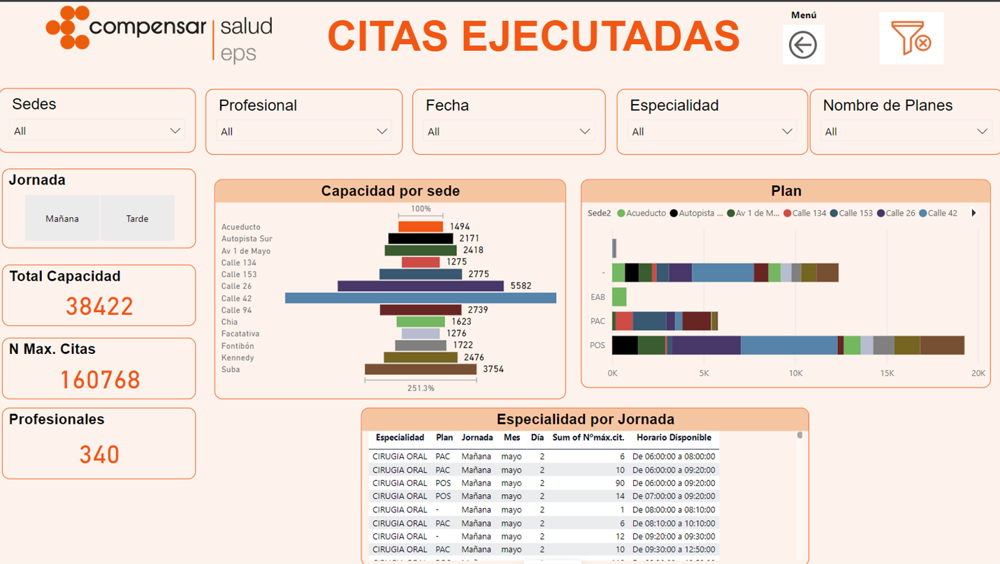 compensar salud eps
CITAS EJECUTADAS
Menú
Sedes
All
Profesional
All
Fecha
All
Especialidad
All
Nombre de Planes
All
Jornada
Mañana Tarde
Total Capacidad
38422
N Max. Citas
160768
Profesionales
340
Capacidad por sede
100%
Acueducto 1494
Autopista Sur 2171
Av 1 de Mayo 2418
Calle 134 1275
Calle 153 2775
Calle 26 5582
Calle 42
Calle 94 2739
Chia 1623
Facatativa 1276
Fontibón 1722
Kennedy 2476
Suba 3754
251.3%
Plan
Sede2 Acueducto Autopista ... Av 1 de M... Calle 134 Calle 153 Calle 26 Calle 42
-
EAB
PAC
POS
0K 5K 10K 15K 20K
Especialidad por Jornada
Especialidad Plan Jornada Mes Día Sum of Nºmáx.cit. Horario Disponible
CIRUGIA ORAL PAC Mañana mayo 2 6 De 06:00:00 a 08:00:00
CIRUGIA ORAL PAC Mañana mayo 2 10 De 06:00:00 a 09:20:00
CIRUGIA ORAL POS Mañana mayo 2 90 De 06:00:00 a 09:20:00
CIRUGIA ORAL POS Mañana mayo 2 14 De 07:00:00 a 09:20:00
CIRUGIA ORAL - Mañana mayo 2 1 De 08:00:00 a 08:10:00
CIRUGIA ORAL PAC Mañana mayo 2 6 De 08:10:00 a 10:10:00
CIRUGIA ORAL - Mañana mayo 2 12 De 09:20:00 a 09:30:00
CIRUGIA ORAL PAC Mañana mayo 2 10 De 09:30:00 a 12:50:00